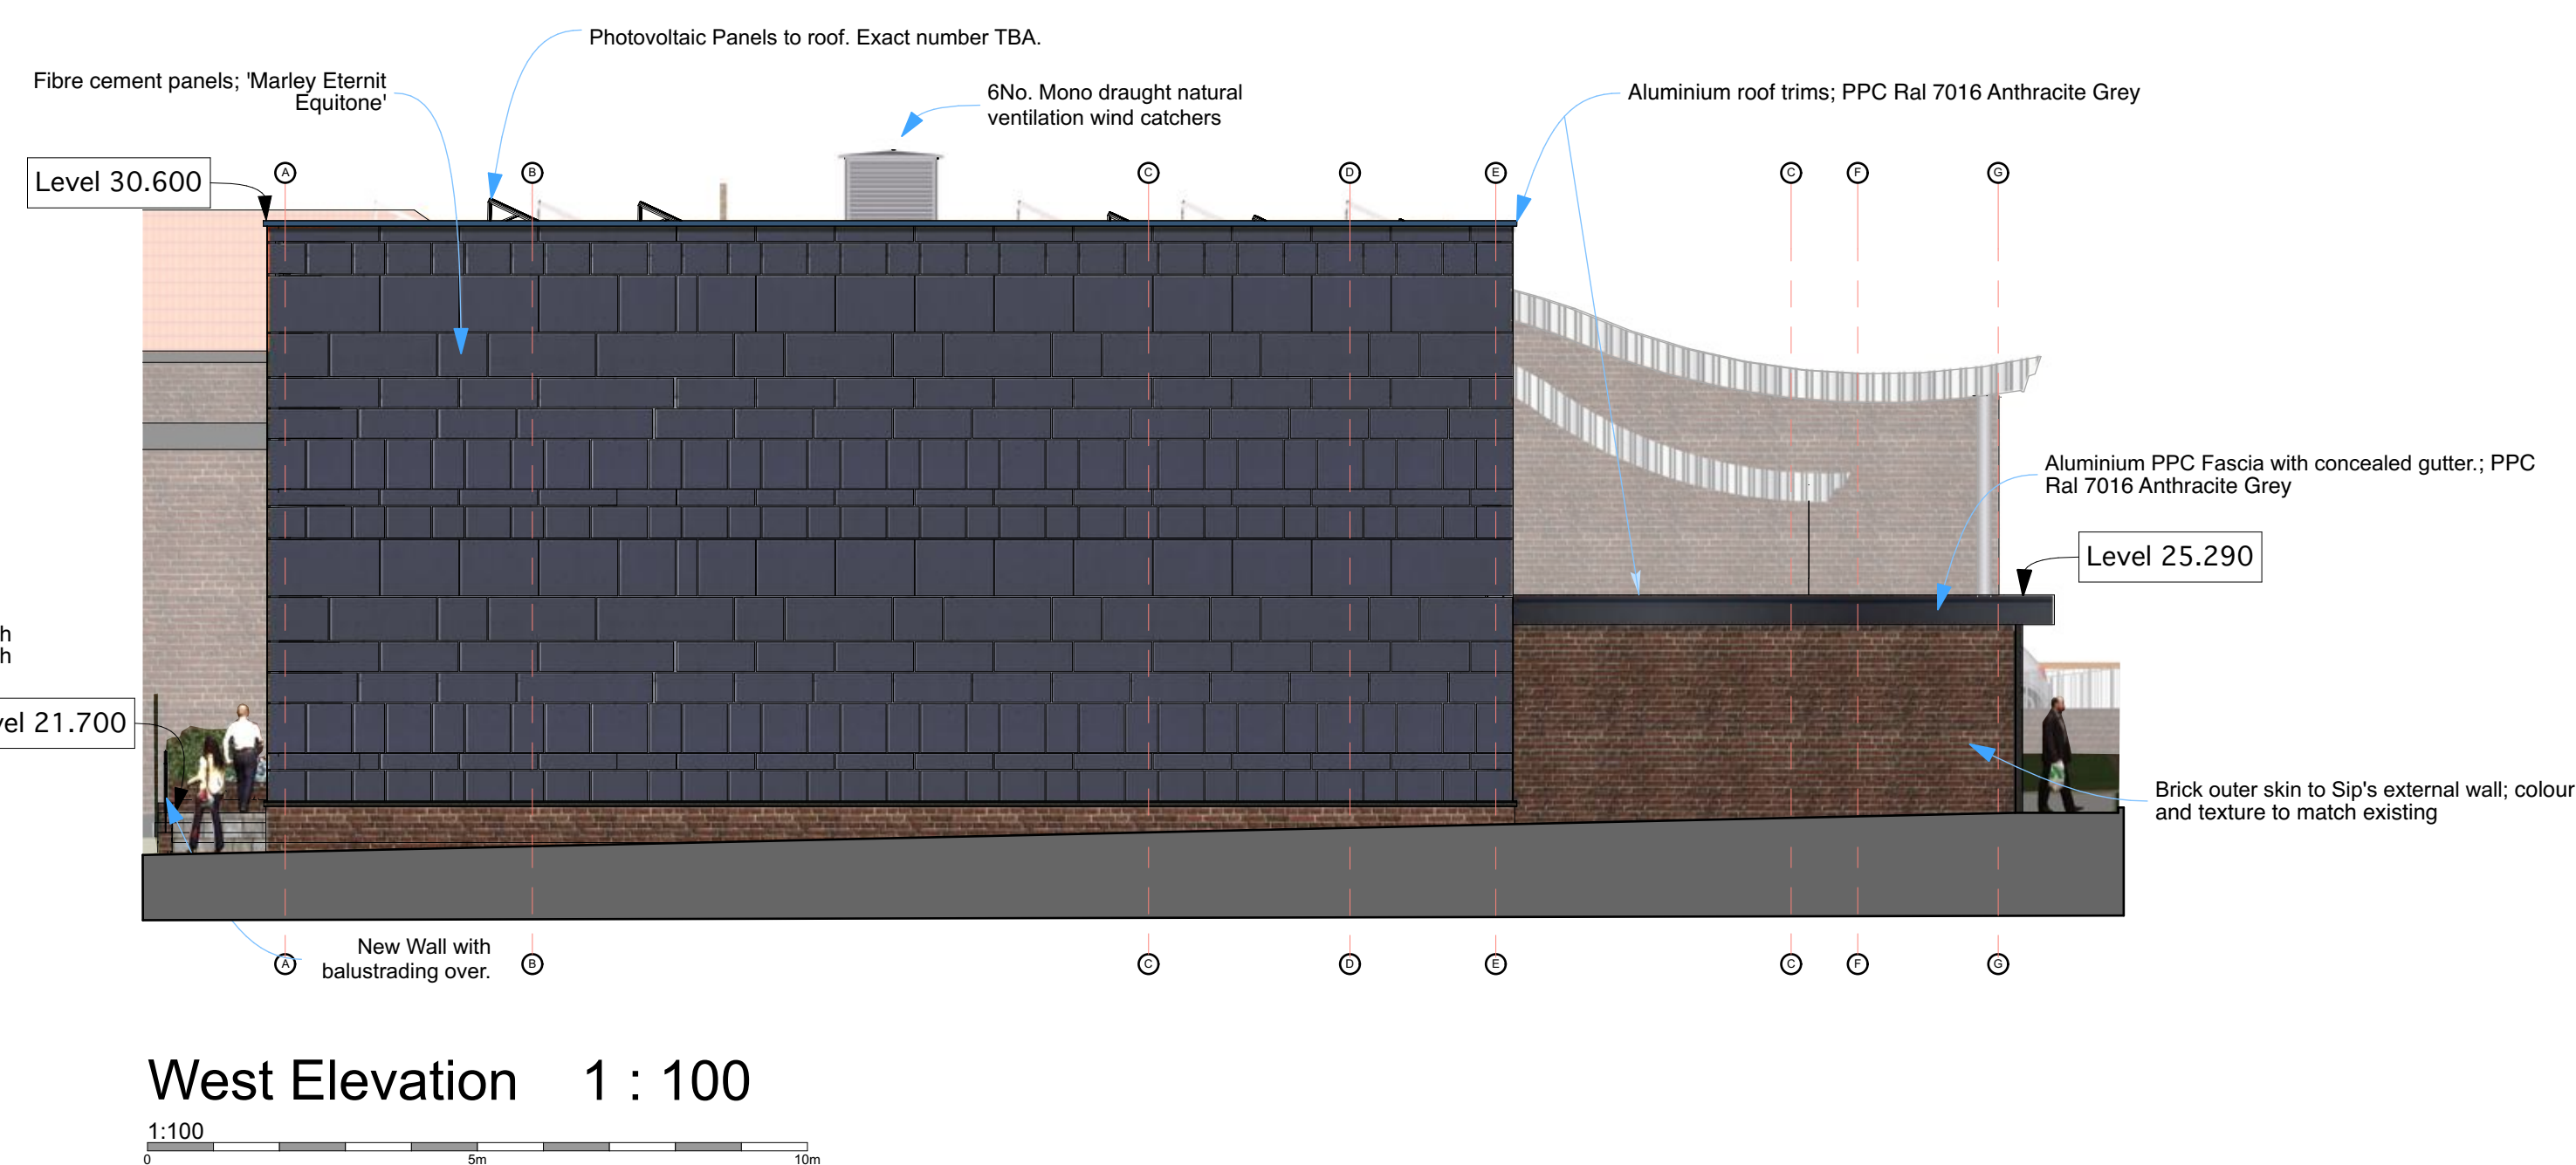 Photovoltaic Panels to roof. Exact number TBA.
Fibre cement panels; 'Marley Eternit
Equitone'
6No. Mono draught natural
ventilation wind catchers
Aluminium roof trims; PPC Ral 7016 Anthracite Grey
Level 30.600
A
B
C
D
E
C
F
G
Aluminium PPC Fascia with concealed gutter.; PPC
Ral 7016 Anthracite Grey
Level 25.290
h
h
vel 21.700
Brick outer skin to Sip's external wall; colour
and texture to match existing
New Wall with
balustrading over.
A
B
C
D
E
C
F
G
West Elevation 1 : 100
1:100
0
5m
10m